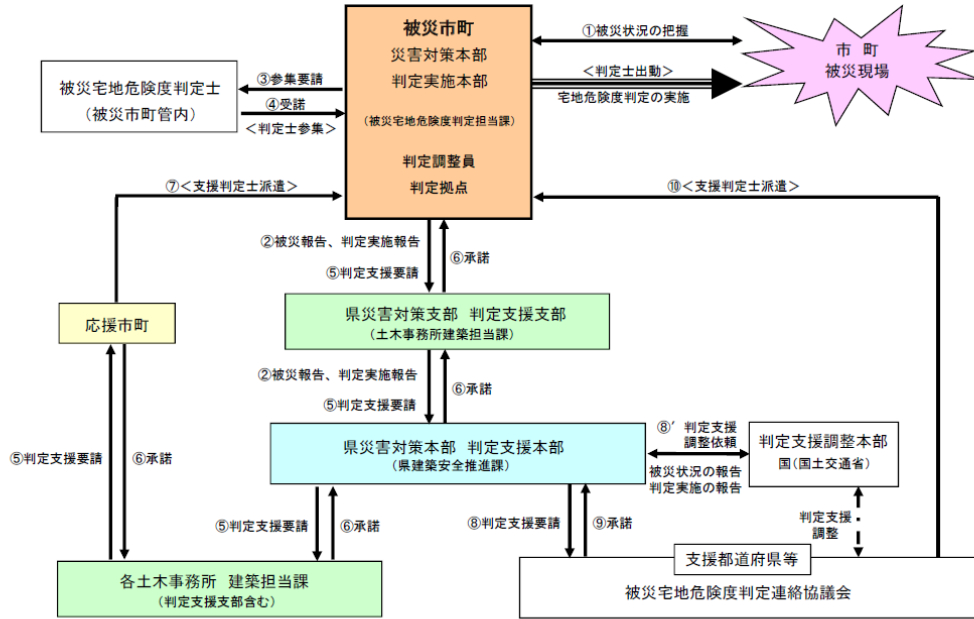 被災市町
災害対策本部
判定実施本部
(被災宅地危険度判定担当課)
判定調整員
判定拠点
①被災状況の把握
市 町
被災現場
<判定士出動>
宅地危険度判定の実施
被災宅地危険度判定士
(被災市町管内)
③参集要請
④受諾
<判定士参集>
⑦<支援判定士派遣>
⑩<支援判定士派遣>
②被災報告、判定実施報告
⑤判定支援要請
⑥承諾
応援市町
県災害対策支部 判定支援支部
(土木事務所建築担当課)
②被災報告、判定実施報告
⑤判定支援要請
⑥承諾
県災害対策本部 判定支援本部
(県建築安全推進課)
⑧′判定支援
調整依頼
被災状況の報告
判定実施の報告
判定支援調整本部
国(国土交通省)
⑤判定支援要請
⑥承諾
⑤判定支援要請
⑥承諾
⑧判定支援要請
⑨承諾
判定支援・
調整
各土木事務所 建築担当課
(判定支援支部含む)
支援都道府県等
被災宅地危険度判定連絡協議会